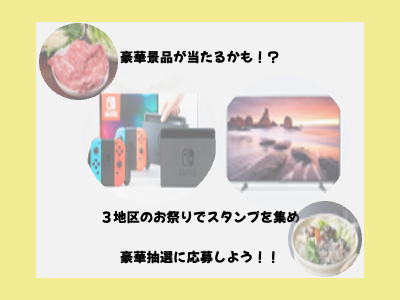 豪華景品が当たるかも！？
３地区のお祭りでスタンプを集め
豪華抽選に応募しよう！！